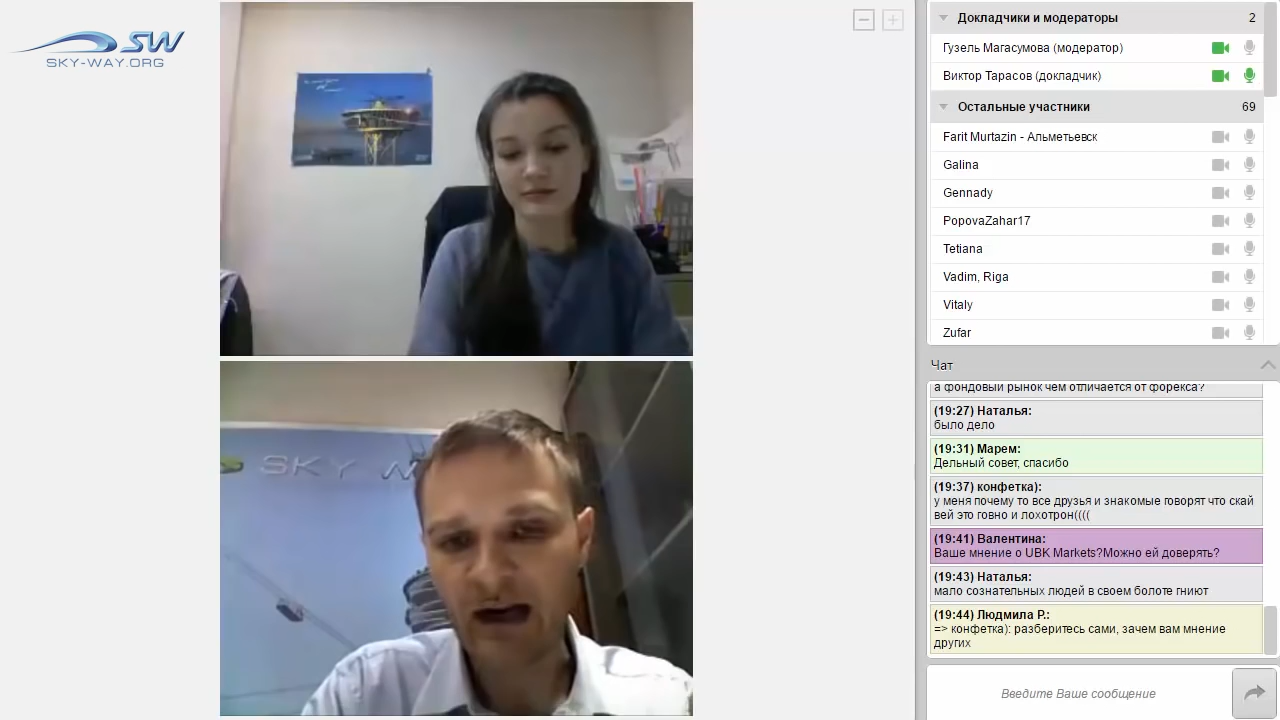 SW
SKY-WAY.ORG
SKY WA
Докладчики и модераторы 2
Гузель Магасумова (модератор)
Виктор Тарасов (докладчик)
Остальные участники 69
Farit Murtazin - Альметьевск
Galina
Gennady
PopovaZahar17
Tetiana
Vadim, Riga
Vitaly
Zufar
Чат
а фондовый рынок чем отличается от форекса?
(19:27) Наталья:
было дело
(19:31) Марем:
Дельный совет, спасибо
(19:37) конфетка):
у меня почему то все друзья и знакомые говорят что скай
вей это говно и лохотрон((((
(19:41) Валентина:
Ваше мнение о UBK Markets?Можно ей доверять?
(19:43) Наталья:
мало сознательных людей в своем болоте гниют
(19:44) Людмила Р.:
=> конфетка): разберитесь сами, зачем вам мнение
других
Введите Ваше сообщение